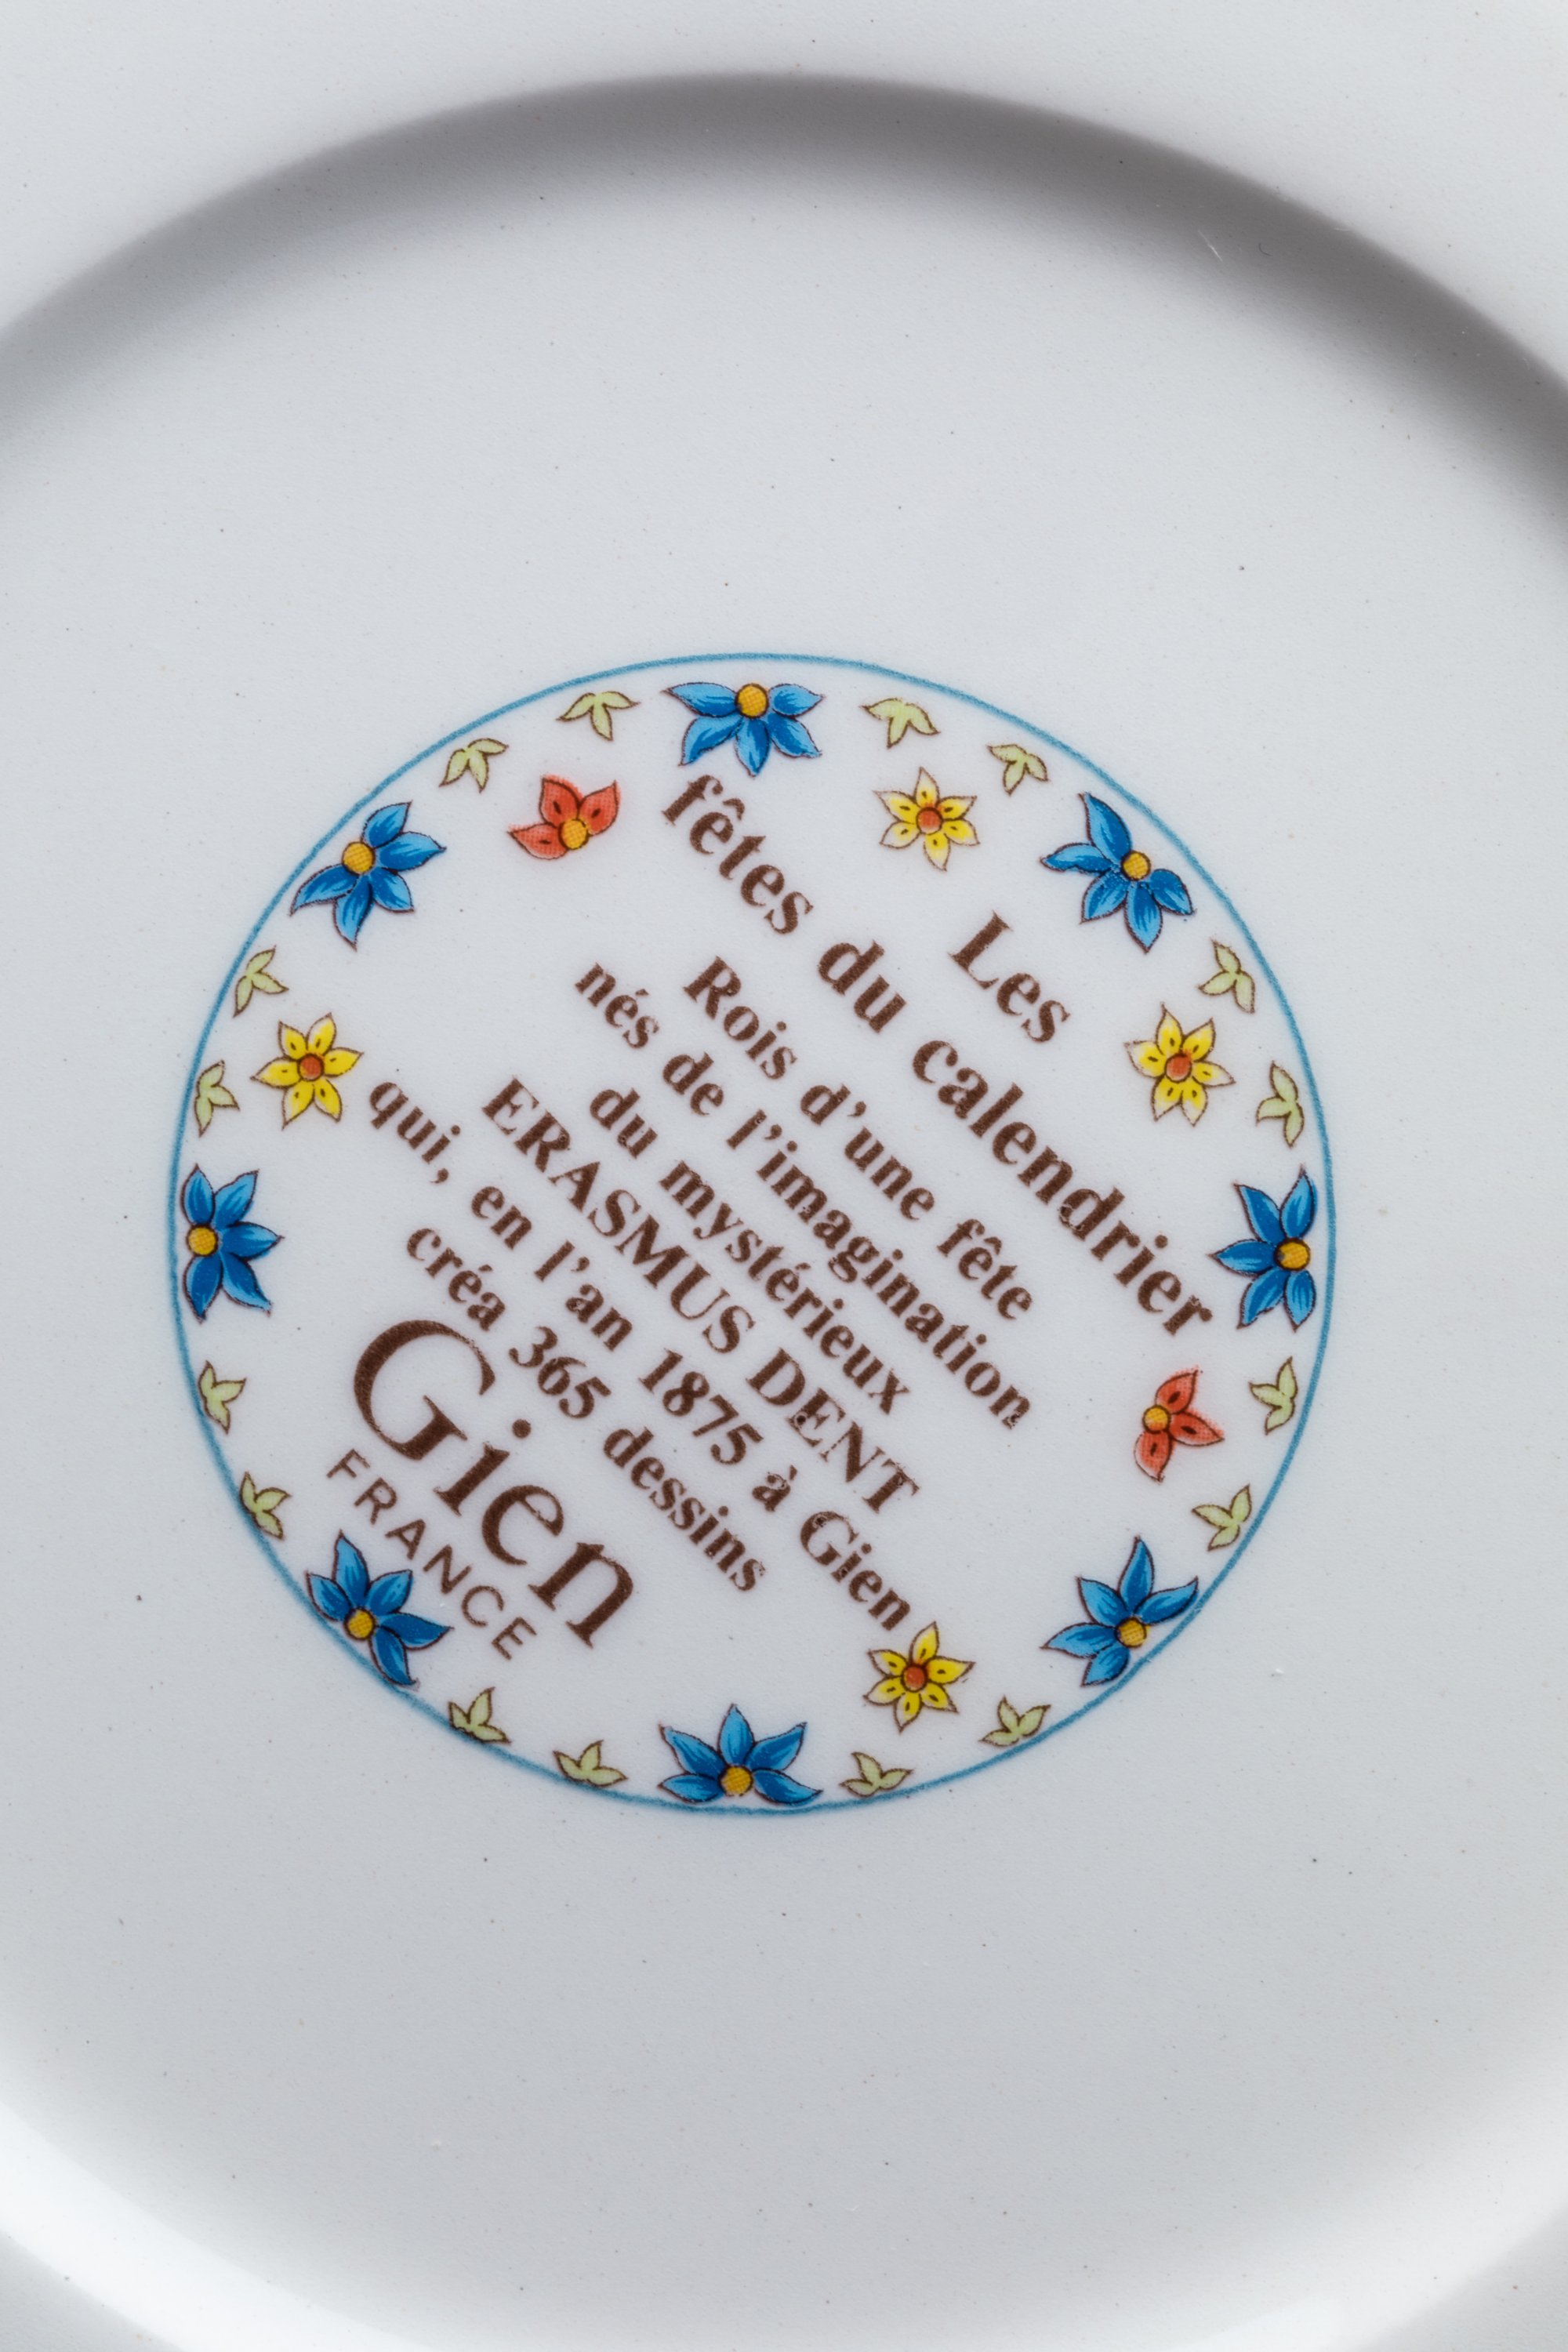 Les
fêtes du calendrier
Rois d'une fête
nés de l'imagination
du mystérieux
ERASMUS DENT
qui, en l'an 1875 à Gien
créa 365 dessins
Gien
FRANCE